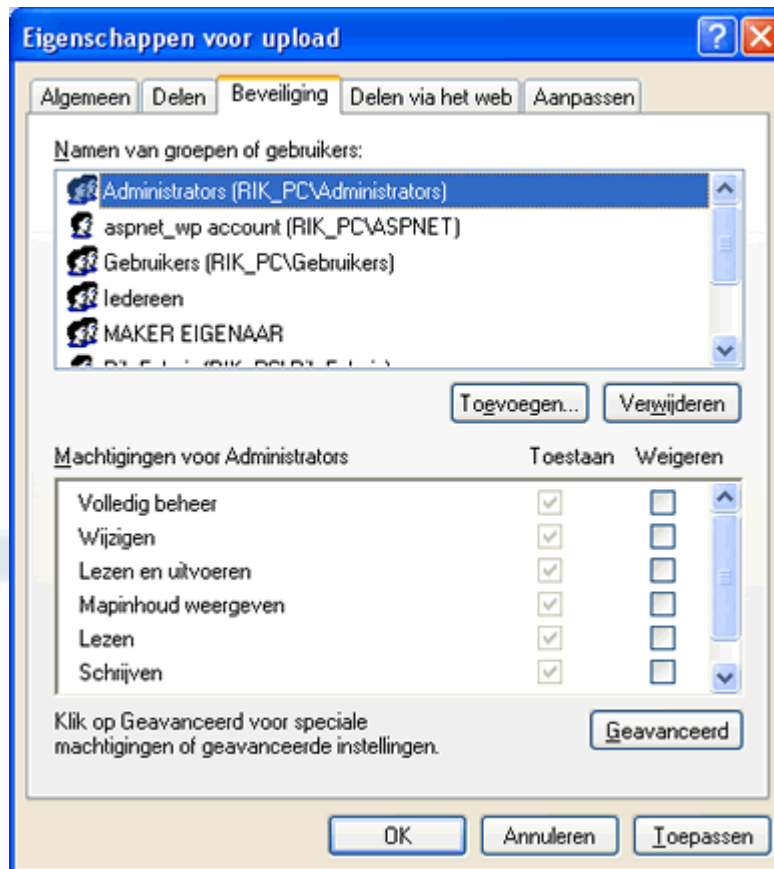 Eigenschappen voor upload
Algemeen Delen Beveiliging Delen via het web Aanpassen
Namen van groepen of gebruikers:
Administrators (RIK_PC\Administrators)
aspnet_wp account (RIK_PC\ASPNET)
Gebruikers (RIK_PC\Gebruikers)
Iedereen
MAKER EIGENAAR
Toevoegen... Verwijderen
Machtigingen voor Administrators Toestaan Weigeren
Volledig beheer
Wijzigen
Lezen en uitvoeren
Mapinhoud weergeven
Lezen
Schrijven
Klik op Geavanceerd voor speciale
machtigingen of geavanceerde instellingen.
Geavanceerd
OK Annuleren Toepassen